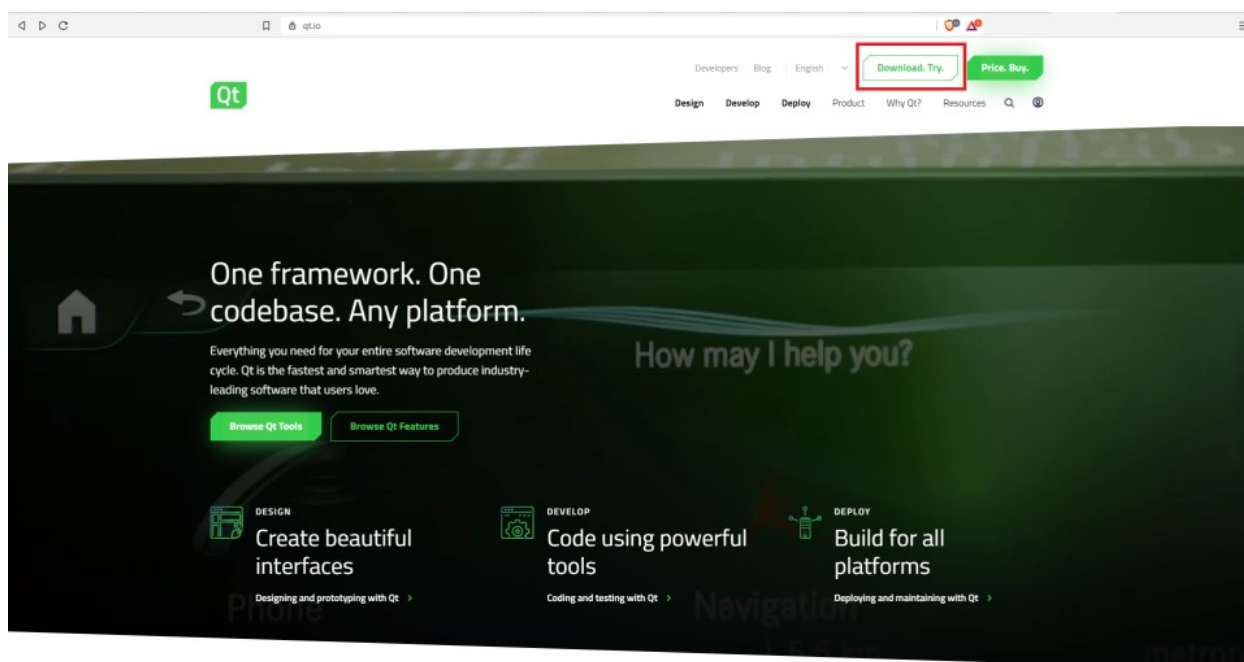 qt.io
Developers Blog English Download. Try. Price. Buy.
Qt
Design Develop Deploy Product Why Qt? Resources
One framework. One
codebase. Any platform.
How may I help you?
Everything you need for your entire software development life
cycle. Qt is the fastest and smartest way to produce industry-
leading software that users love.
Browse Qt Tools Browse Qt Features
DESIGN
Create beautiful
interfaces
Designing and prototyping with Qt >
DEVELOP
Code using powerful
tools
Coding and testing with Qt >
DEPLOY
Build for all
platforms
Deploying and maintaining with Qt >
Phone
Navigation